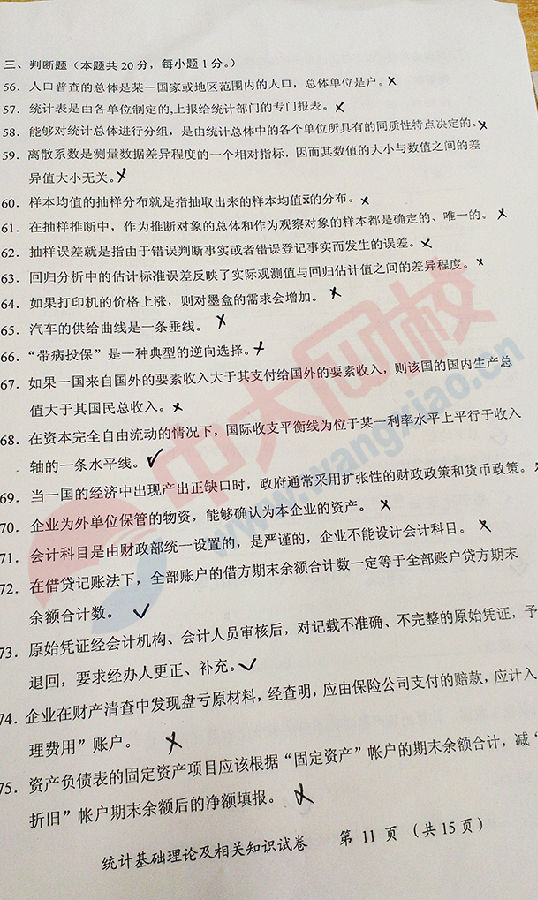 三、判断题（本题共20分，每小题1分。）
56. 人口普查的总体是某一国家或地区范围内的人口，总体单位是户。×
57. 统计表是由各单位制定的，上报给统计部门的专门报表。×
58. 能够对统计总体进行分组，是由统计总体中的各个单位所具有的同质性特点决定的。×
59. 离散系数是测量数据差异程度的一个相对指标，因而其数值的大小与数值之间的差
异值大小无关。×
60. 样本均值的抽样分布就是指抽取出来的样本均值x̄的分布。×
61. 在抽样推断中，作为推断对象的总体和作为观察对象的样本都是确定的、唯一的。×
62. 抽样误差就是指由于错误判断事实或者错误登记事实而发生的误差。×
63. 回归分析中的估计标准误差反映了实际观测值与回归估计值之间的差异程度。×
64. 如果打印机的价格上涨，则对墨盒的需求会增加。×
65. 汽车的供给曲线是一条垂线。×
66. “带病投保”是一种典型的逆向选择。×
67. 如果一国来自国外的要素收入大于其支付给国外的要素收入，则该国的国内生产总
值大于其国民总收入。×
68. 在资本完全自由流动的情况下，国际收支平衡线为位于某一利率水平上平行于收入
轴的一条水平线。✓
69. 当一国的经济中出现产出正缺口时，政府通常采用扩张性的财政政策和货币政策。×
70. 企业为外单位保管的物资，能够确认为本企业的资产。×
71. 会计科目是由财政部统一设置的，是严谨的，企业不能设计会计科目。×
72. 在借贷记账法下，全部账户的借方期末余额合计数一定等于全部账户贷方期末
余额合计数。✓
73. 原始凭证经会计机构、会计人员审核后，对记载不准确、不完整的原始凭证，予
退回，要求经办人更正、补充。✓
74. 企业在财产清查中发现盘亏原材料，经查明，应由保险公司支付的赔款，应计入
理费用”账户。×
75. 资产负债表的固定资产项目应该根据“固定资产”帐户的期末余额合计，减“
折旧”帐户期末余额后的净额填报。×
统计基础理论及相关知识试卷 第 11 页（共15页）
中大网校
www.wangxiao.cn